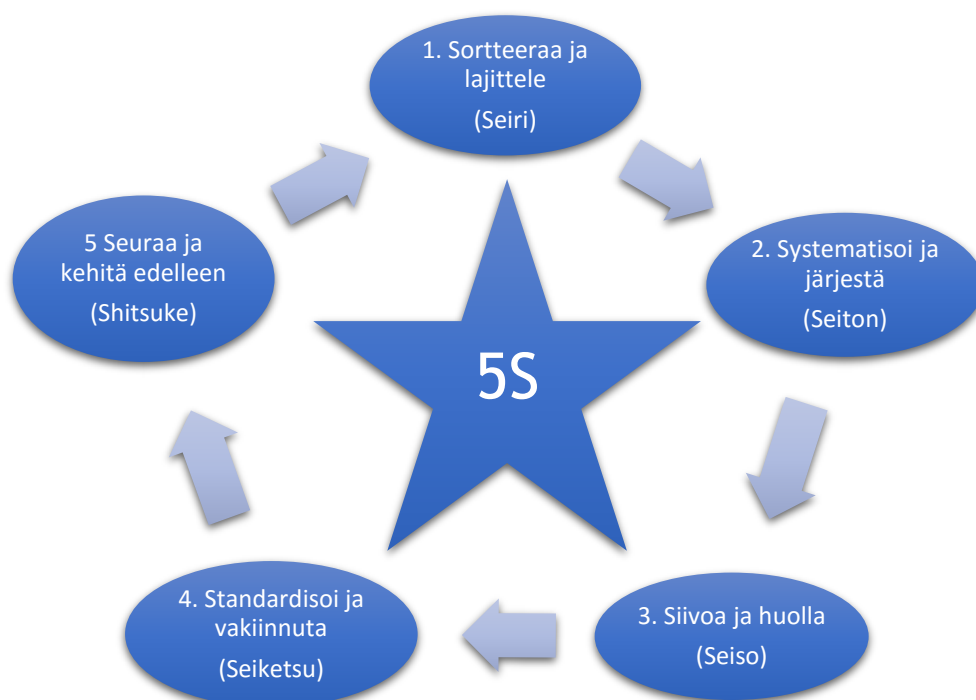 1. Sortteeraa ja
lajittele
(Seiri)
2. Systematisoi ja
järjestä
(Seiton)
3. Siivoa ja huolla
(Seiso)
4. Standardisoi ja
vakiinnuta
(Seiketsu)
5 Seuraa ja
kehitä edelleen
(Shitsuke)
5S